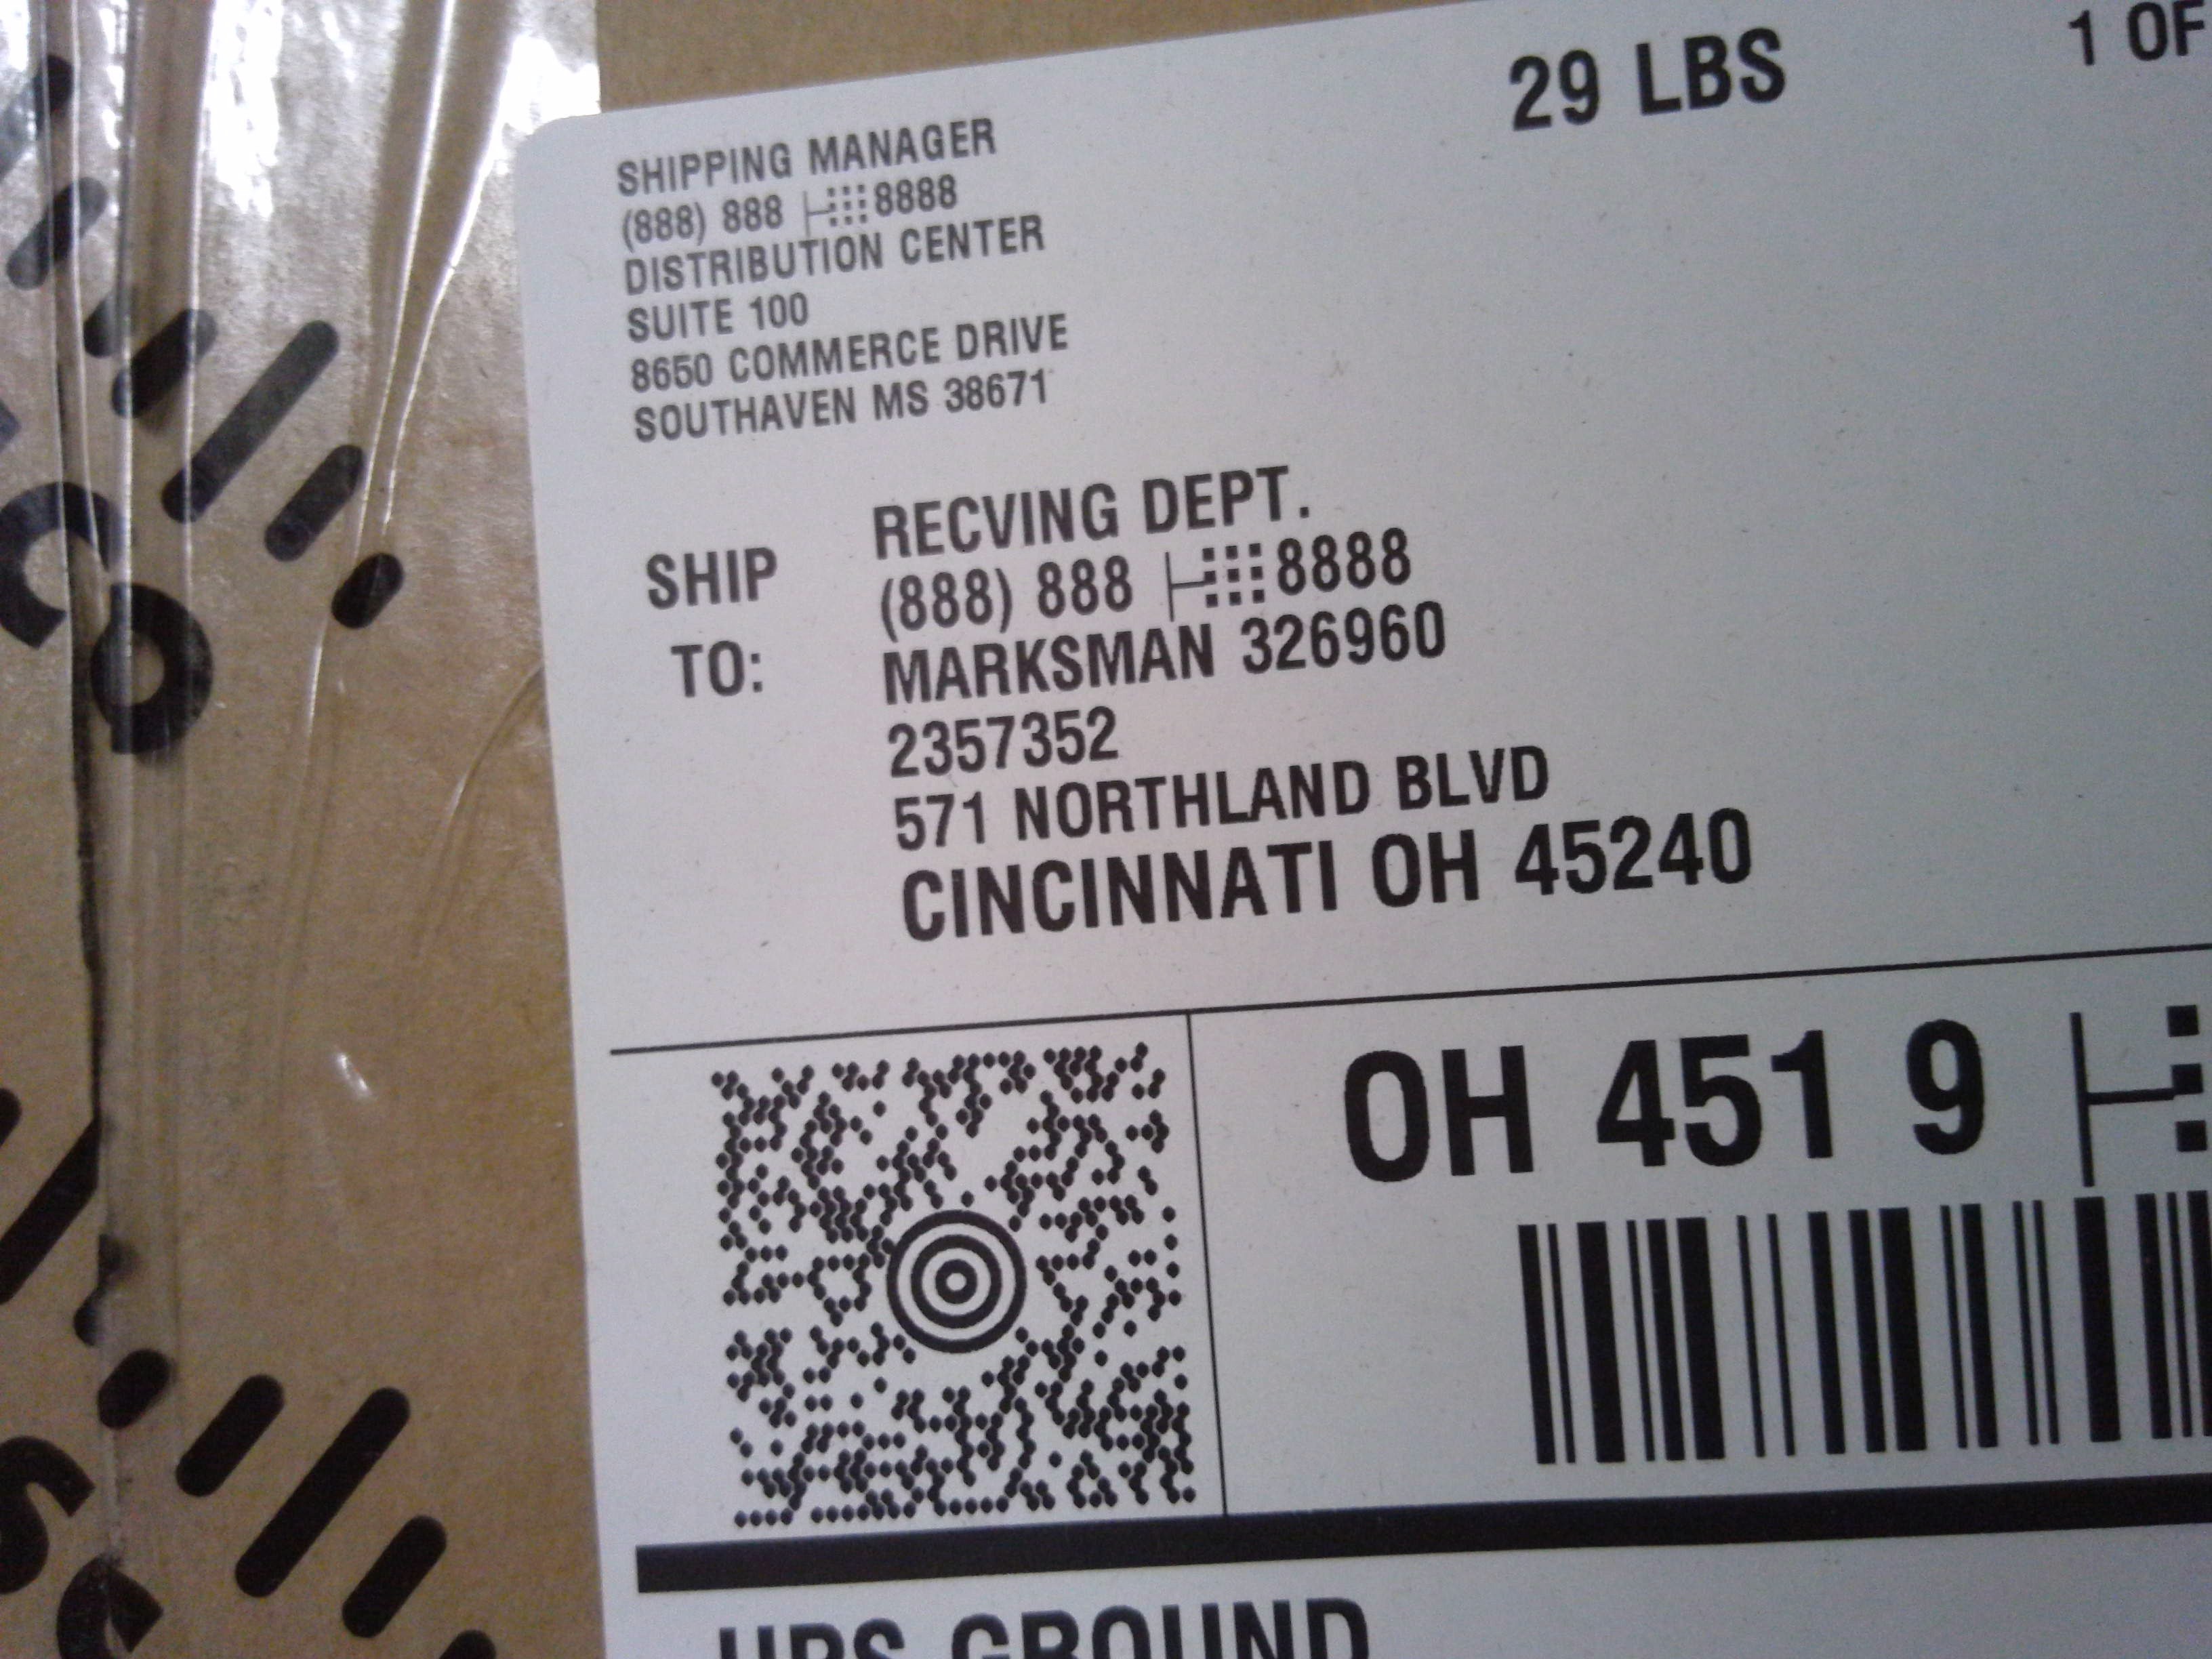 29 LBS
1 OF
SHIPPING MANAGER
(888) 888 8888
DISTRIBUTION CENTER
SUITE 100
8650 COMMERCE DRIVE
SOUTHAVEN MS 38671
SHIP
TO:
RECVING DEPT.
(888) 888 8888
MARKSMAN 326960
2357352
571 NORTHLAND BLVD
CINCINNATI OH 45240
OH 451 9
UPS GROUND